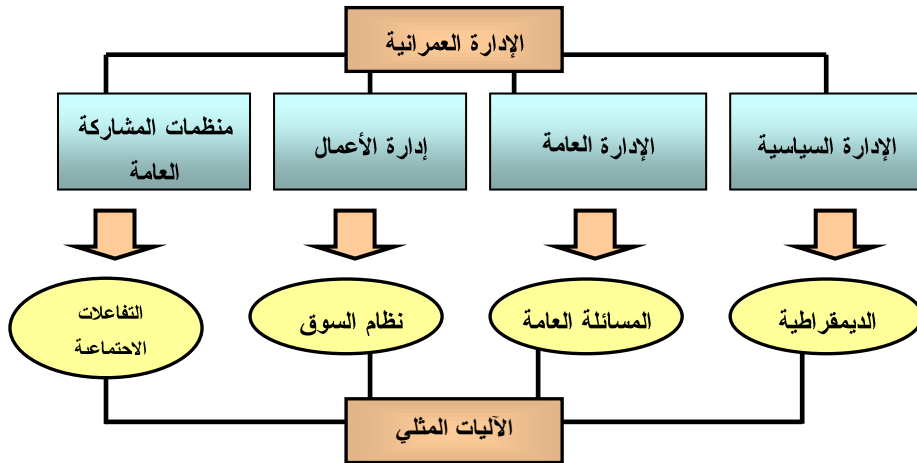 الإدارة العمرانية
الإدارة السياسية
الإدارة العامة
إدارة الأعمال
منظمات المشاركة
العامة
الديمقراطية
المسائلة العامة
نظام السوق
التفاعلات
الاجتماعية
الآليات المثلي